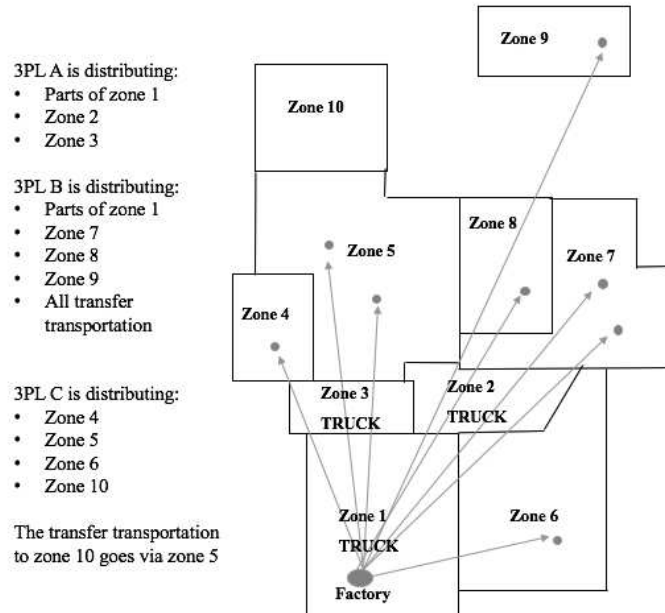 3PL A is distributing:
• Parts of zone 1
• Zone 2
• Zone 3
3PL B is distributing:
• Parts of zone 1
• Zone 7
• Zone 8
• Zone 9
• All transfer
transportation
3PL C is distributing:
• Zone 4
• Zone 5
• Zone 6
• Zone 10
The transfer transportation
to zone 10 goes via zone 5
Zone 9
Zone 10
Zone 8
Zone 5
Zone 7
Zone 4
Zone 3
TRUCK
Zone 2
TRUCK
Zone 1
TRUCK
Zone 6
Factory